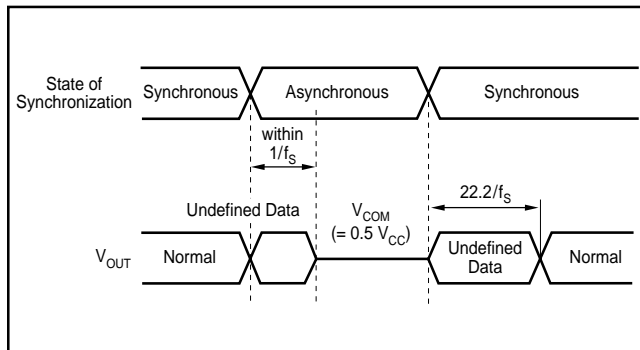 State of
Synchronization
Synchronous
Asynchronous
Synchronous
within
1/fS
22.2/fS
Undefined Data
VCOM
(= 0.5 VCC)
VOUT
Normal
Undefined
Data
Normal